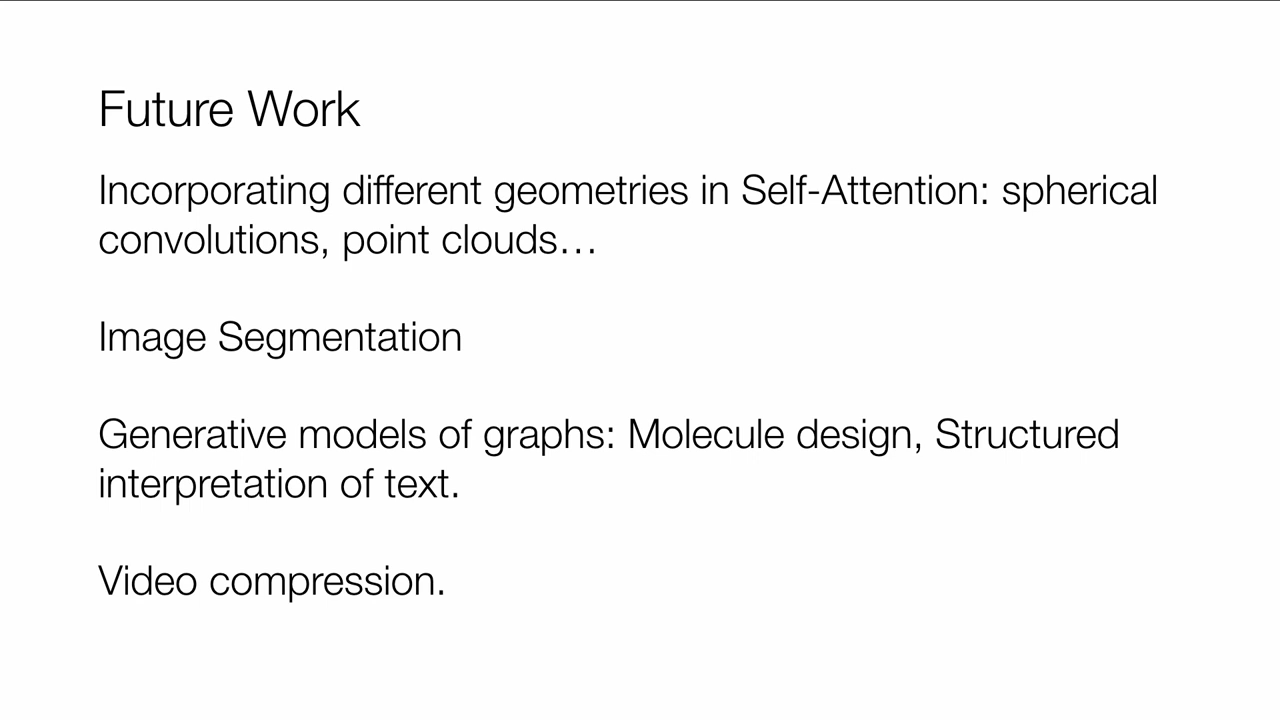 Future Work
Incorporating different geometries in Self-Attention: spherical
convolutions, point clouds…
Image Segmentation
Generative models of graphs: Molecule design, Structured
interpretation of text.
Video compression.